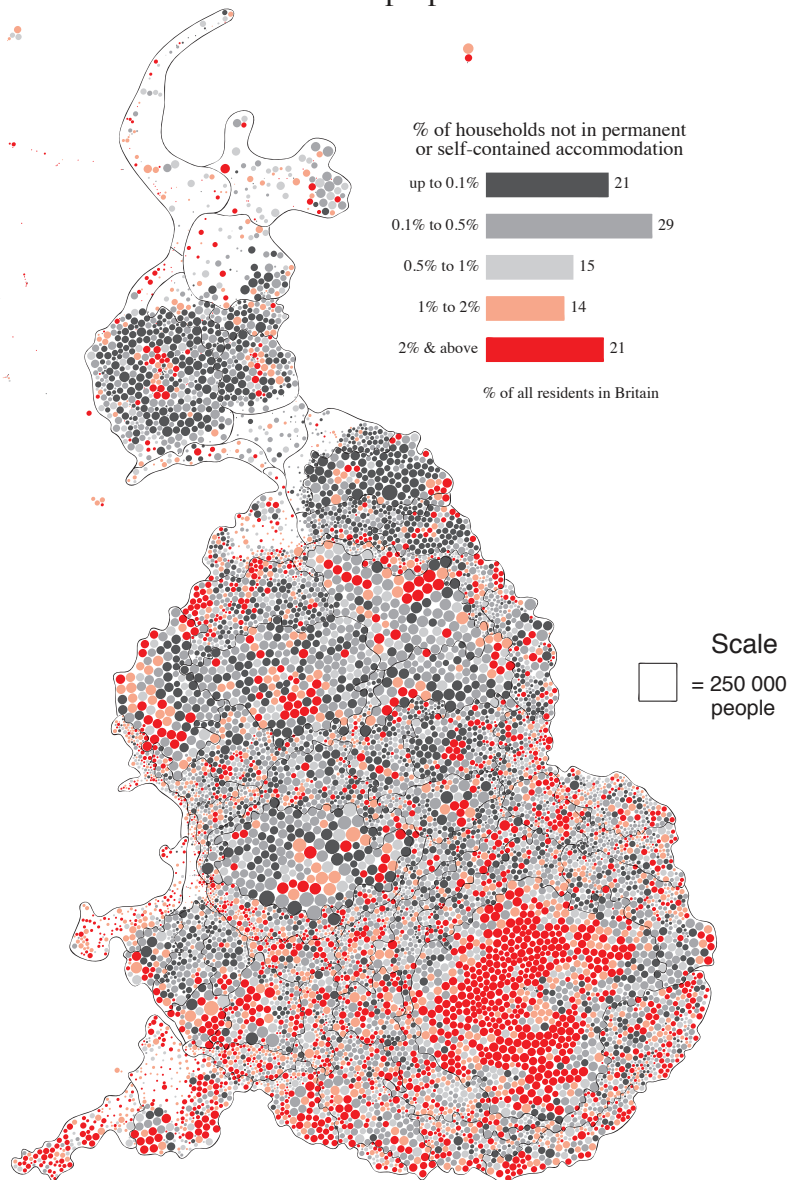 % of households not in permanent
or self-contained accommodation
up to 0.1% 21
0.1% to 0.5% 29
0.5% to 1% 15
1% to 2% 14
2% & above 21
% of all residents in Britain
Scale
= 250 000
people